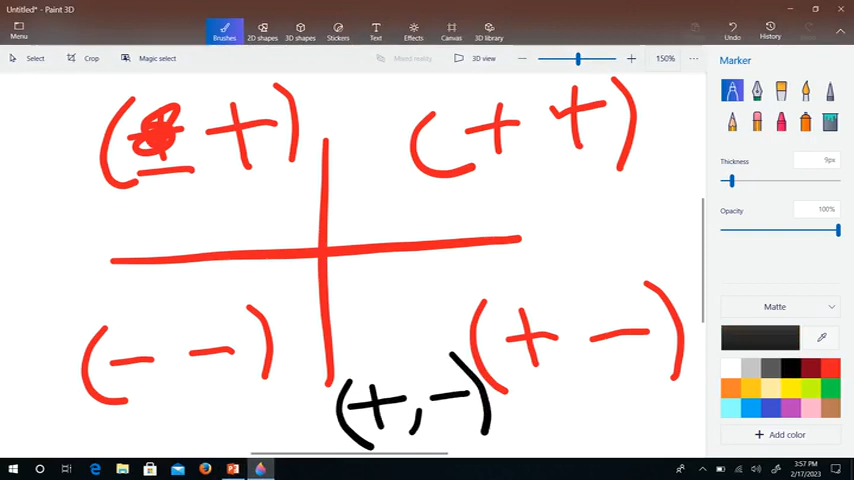 Untitled* - Paint 3D
Menu
Brushes 2D shapes 3D shapes Stickers Text Effects Canvas 3D library Undo History
Select Crop Magic select Mixed reality 3D view 150%
Marker
Thickness 9px
Opacity 100%
Matte
+ Add color
( +)
(+ +)
(- -)
(+ -)
(+,-)
3:57 PM
2/17/2023